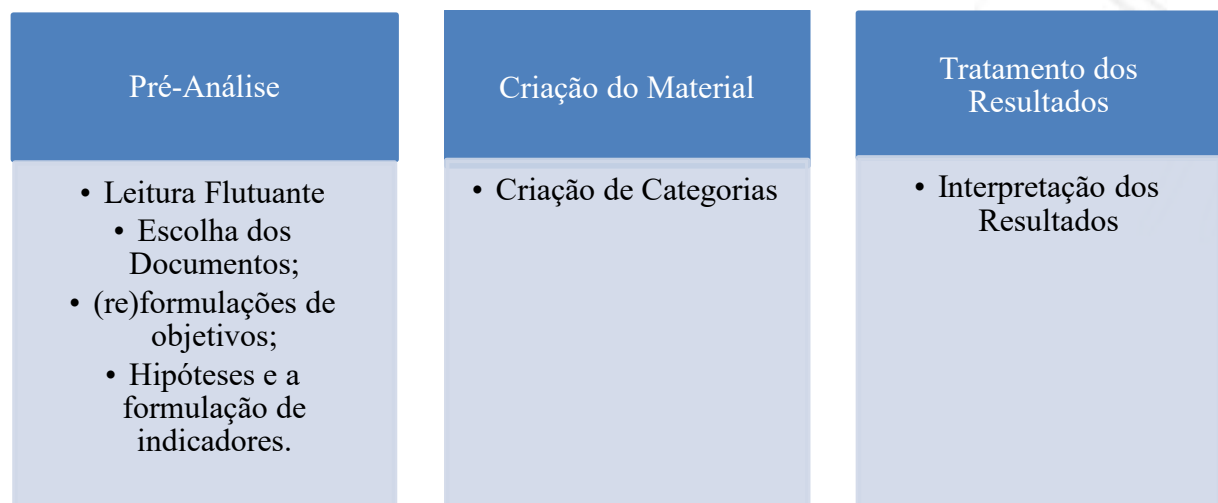 Pré-Análise
• Leitura Flutuante
• Escolha dos
Documentos;
• (re)formulações de
objetivos;
• Hipóteses e a
formulação de
indicadores.
Criação do Material
• Criação de Categorias
Tratamento dos
Resultados
• Interpretação dos
Resultados